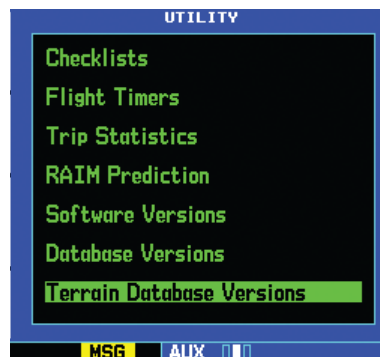 UTILITY
Checklists
Flight Timers
Trip Statistics
RAIM Prediction
Software Versions
Database Versions
Terrain Database Versions
MSG AUX